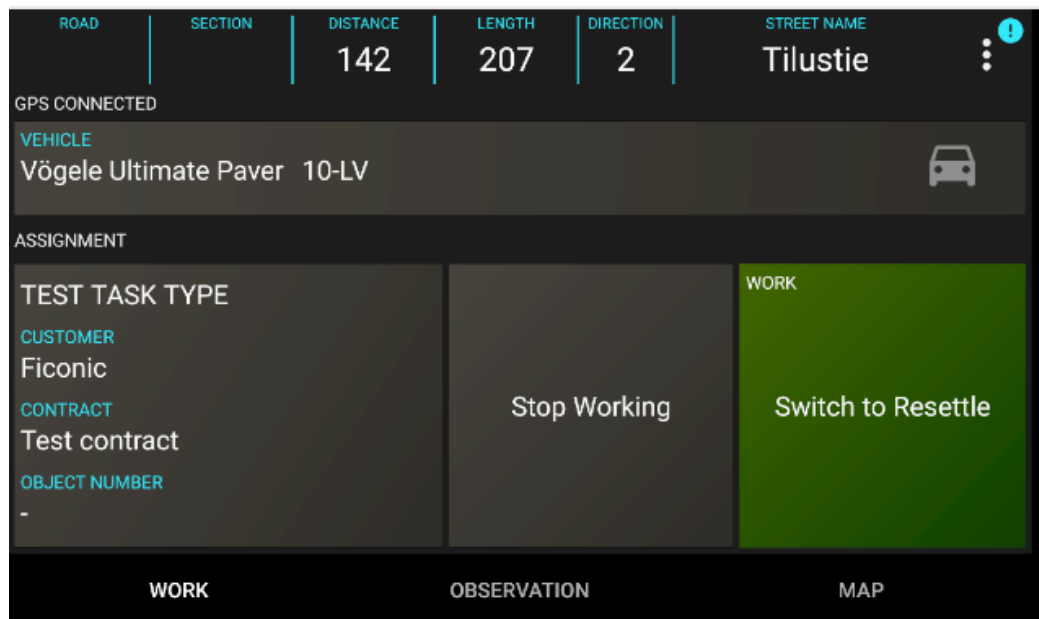 ROAD SECTION DISTANCE LENGTH DIRECTION STREET NAME
142 207 2 Tilustie
!
GPS CONNECTED
VEHICLE
Vögele Ultimate Paver 10-LV
ASSIGNMENT
TEST TASK TYPE
CUSTOMER
Ficonic
CONTRACT
Test contract
OBJECT NUMBER
-
Stop Working
WORK
Switch to Resettle
WORK OBSERVATION MAP